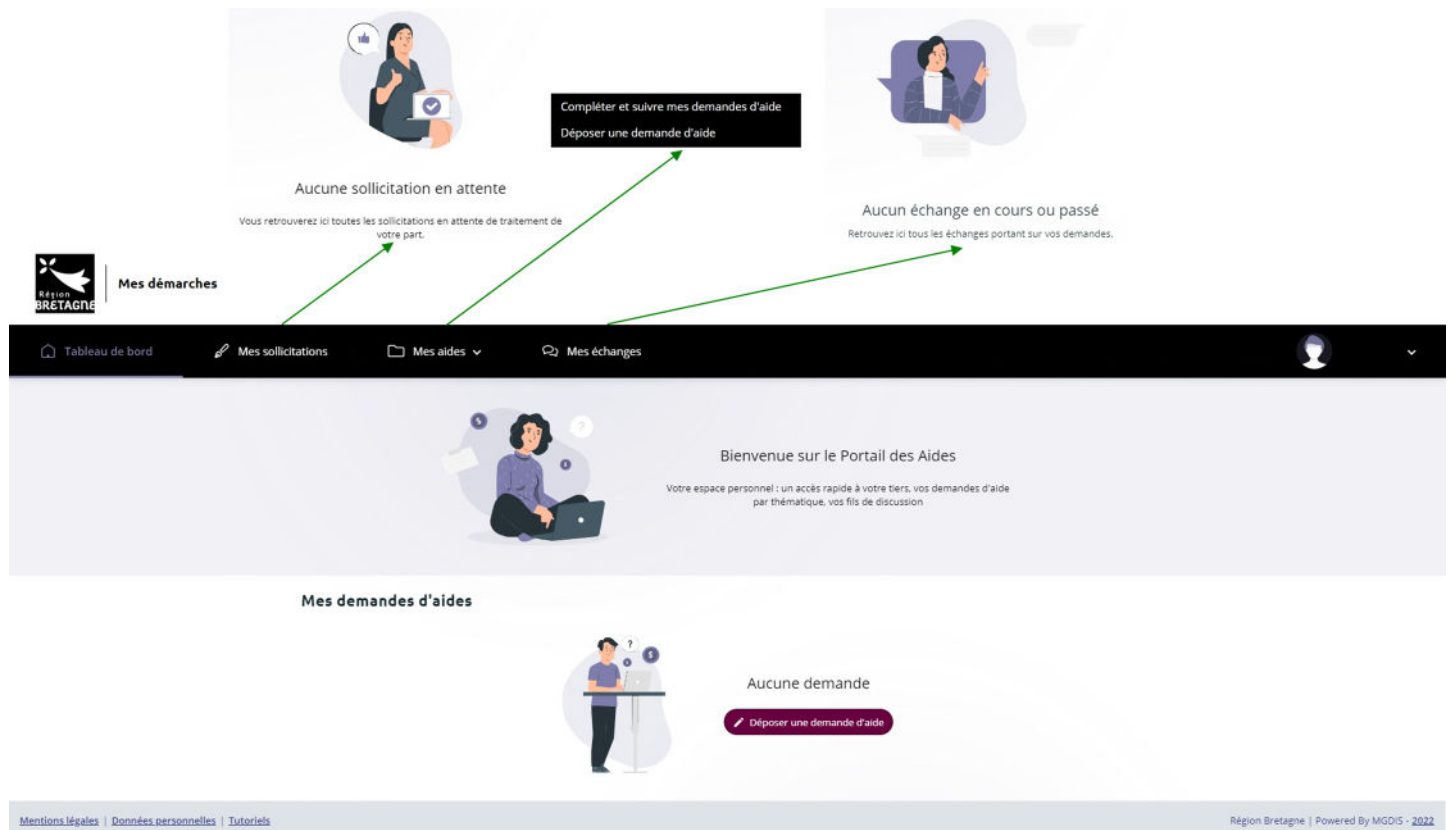 Compléter et suivre mes demandes d'aide
Déposer une demande d'aide
Aucune sollicitation en attente
Vous retrouverez ici toutes les sollicitations en attente de traitement de
votre part.
Aucun échange en cours ou passé
Retrouvez ici tous les échanges portant sur vos demandes.
Région
BRETAGNE
Mes démarches
Tableau de bord
Mes sollicitations
Mes aides
Mes échanges
Bienvenue sur le Portail des Aides
Votre espace personnel : un accès rapide à votre tiers, vos demandes d'aide
par thématique, vos fils de discussion
Mes demandes d'aides
Aucune demande
Déposer une demande d'aide
Mentions légales | Données personnelles | Tutoriels
Région Bretagne | Powered By MGDIS - 2022